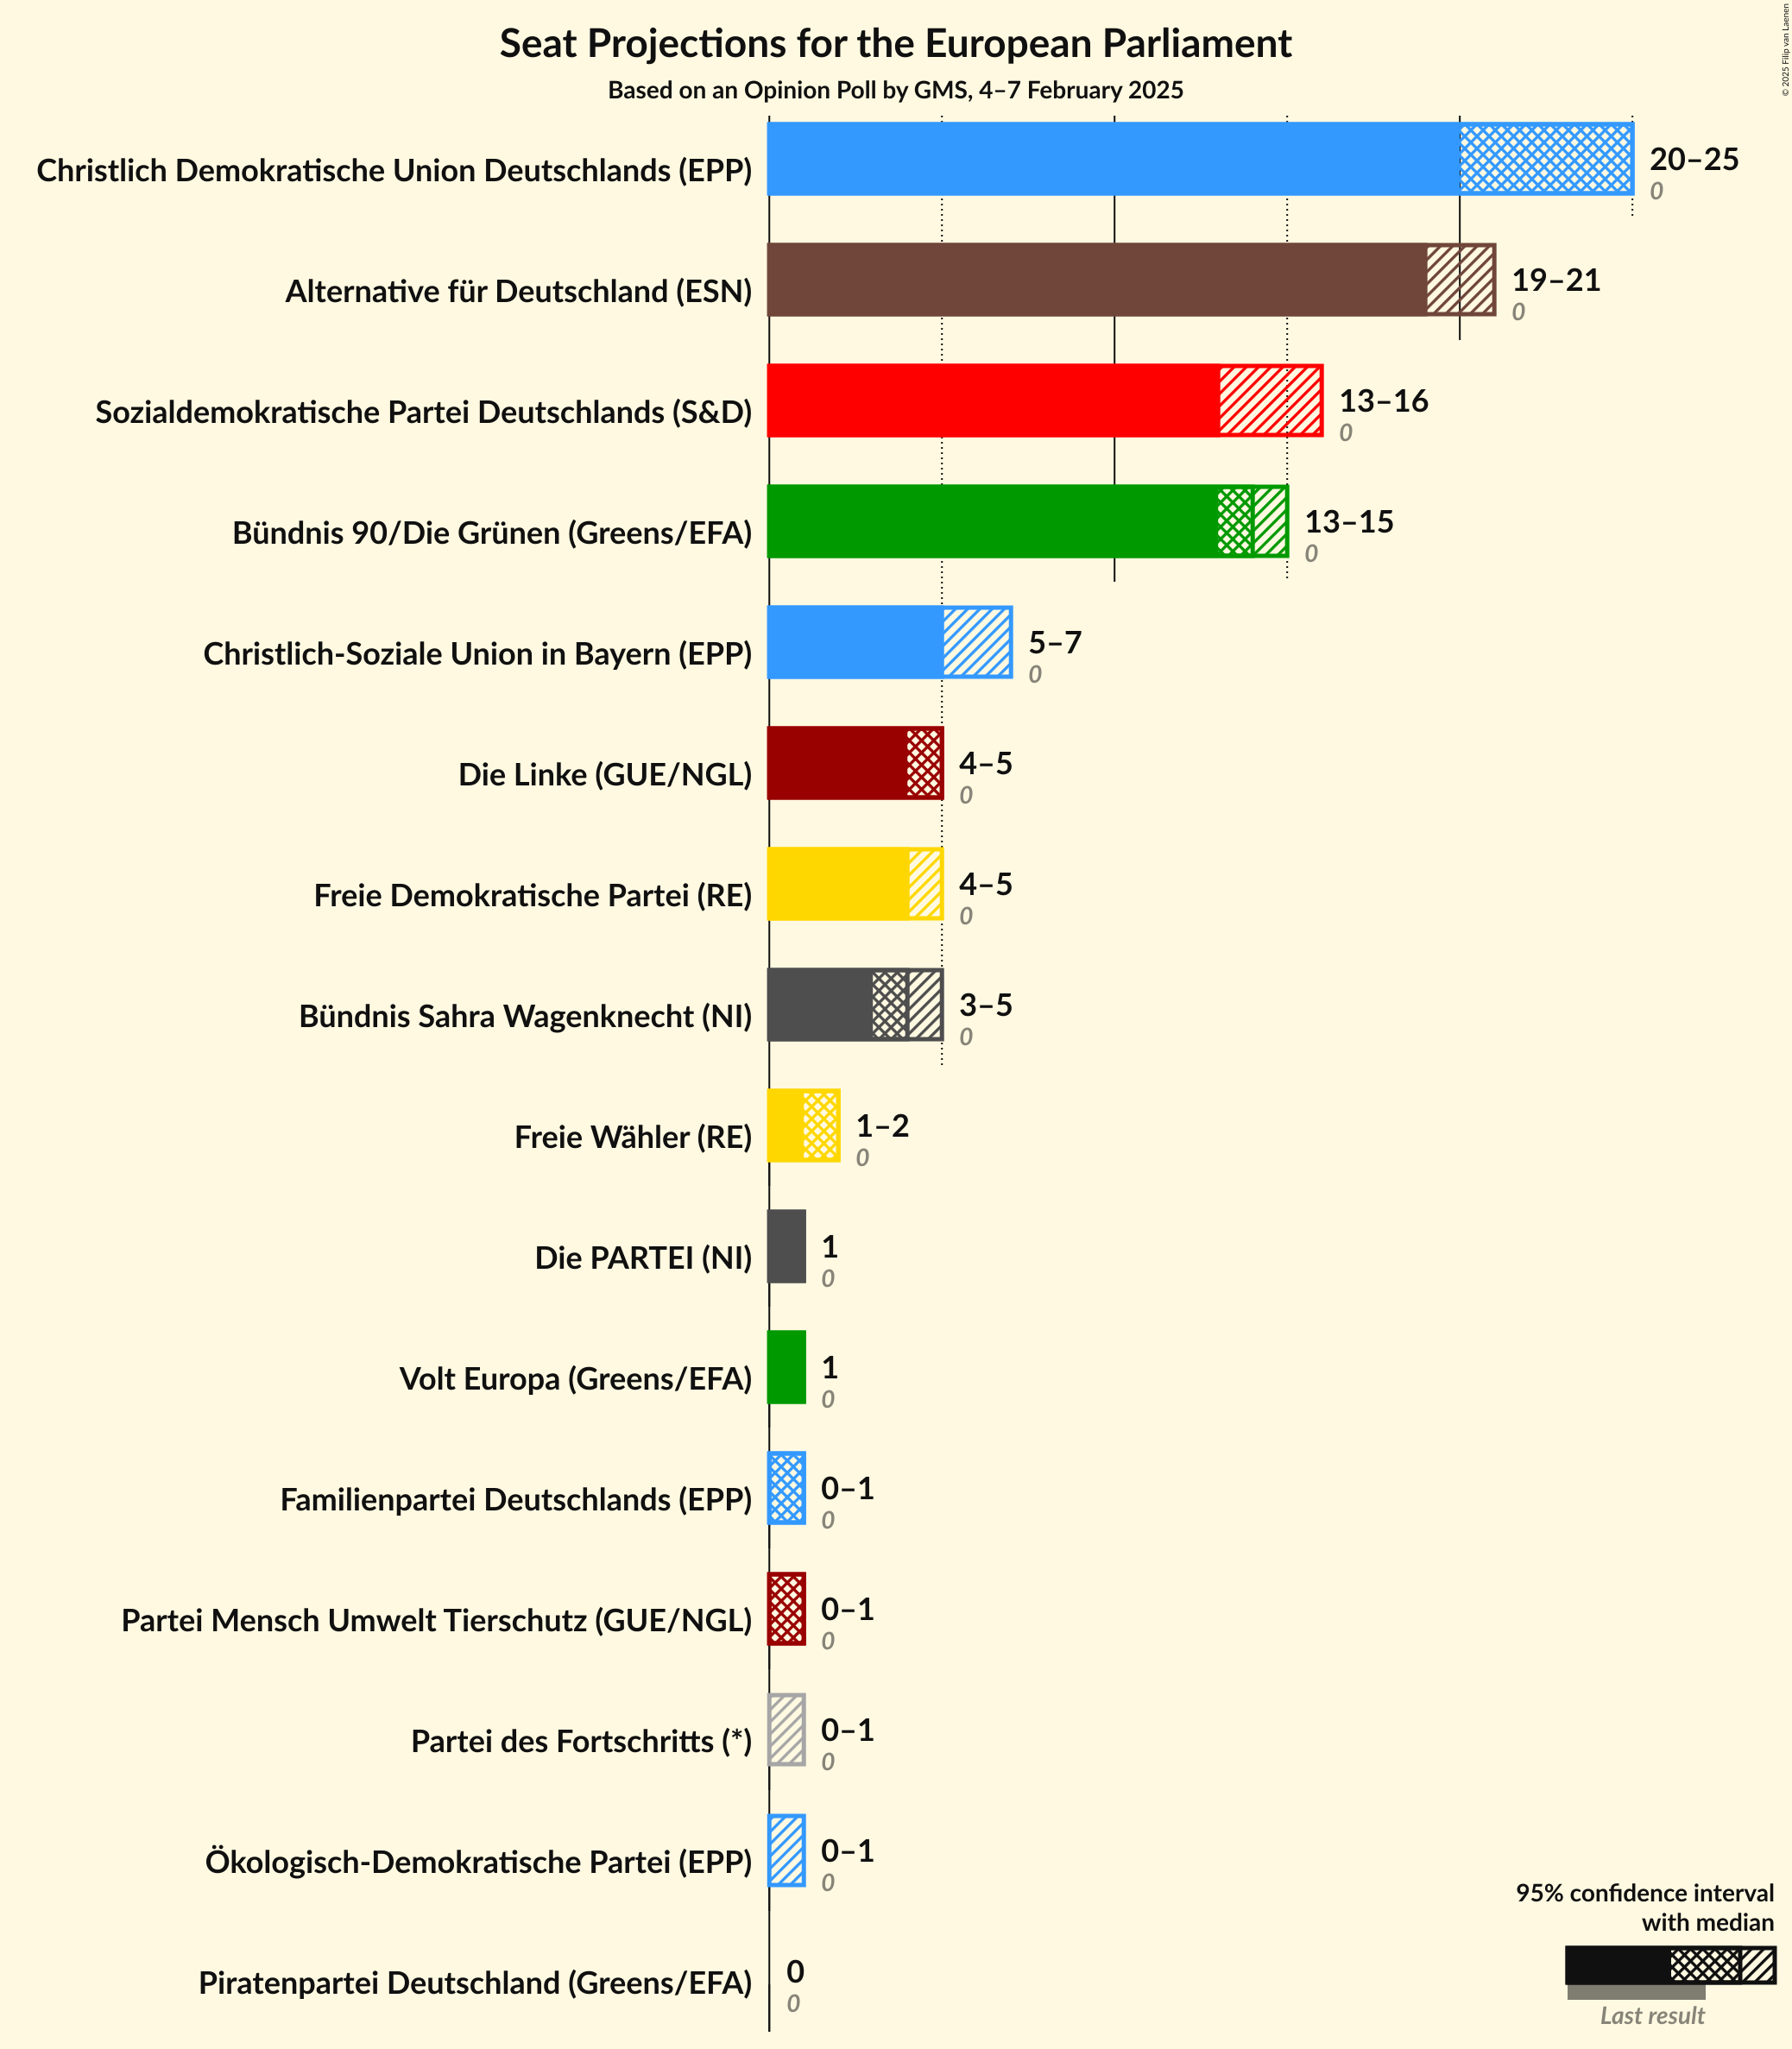 Seat Projections for the European Parliament
Based on an Opinion Poll by GMS, 4–7 February 2025
© 2025 Filip van Laenen
Christlich Demokratische Union Deutschlands (EPP)
20–25
0
Alternative für Deutschland (ESN)
19–21
0
Sozialdemokratische Partei Deutschlands (S&D)
13–16
0
Bündnis 90/Die Grünen (Greens/EFA)
13–15
0
Christlich-Soziale Union in Bayern (EPP)
5–7
0
Die Linke (GUE/NGL)
4–5
0
Freie Demokratische Partei (RE)
4–5
0
Bündnis Sahra Wagenknecht (NI)
3–5
0
Freie Wähler (RE)
1–2
0
Die PARTEI (NI)
1
0
Volt Europa (Greens/EFA)
1
0
Familienpartei Deutschlands (EPP)
0–1
0
Partei Mensch Umwelt Tierschutz (GUE/NGL)
0–1
0
Partei des Fortschritts (*)
0–1
0
Ökologisch-Demokratische Partei (EPP)
0–1
0
Piratenpartei Deutschland (Greens/EFA)
0
0
95% confidence interval
with median
Last result